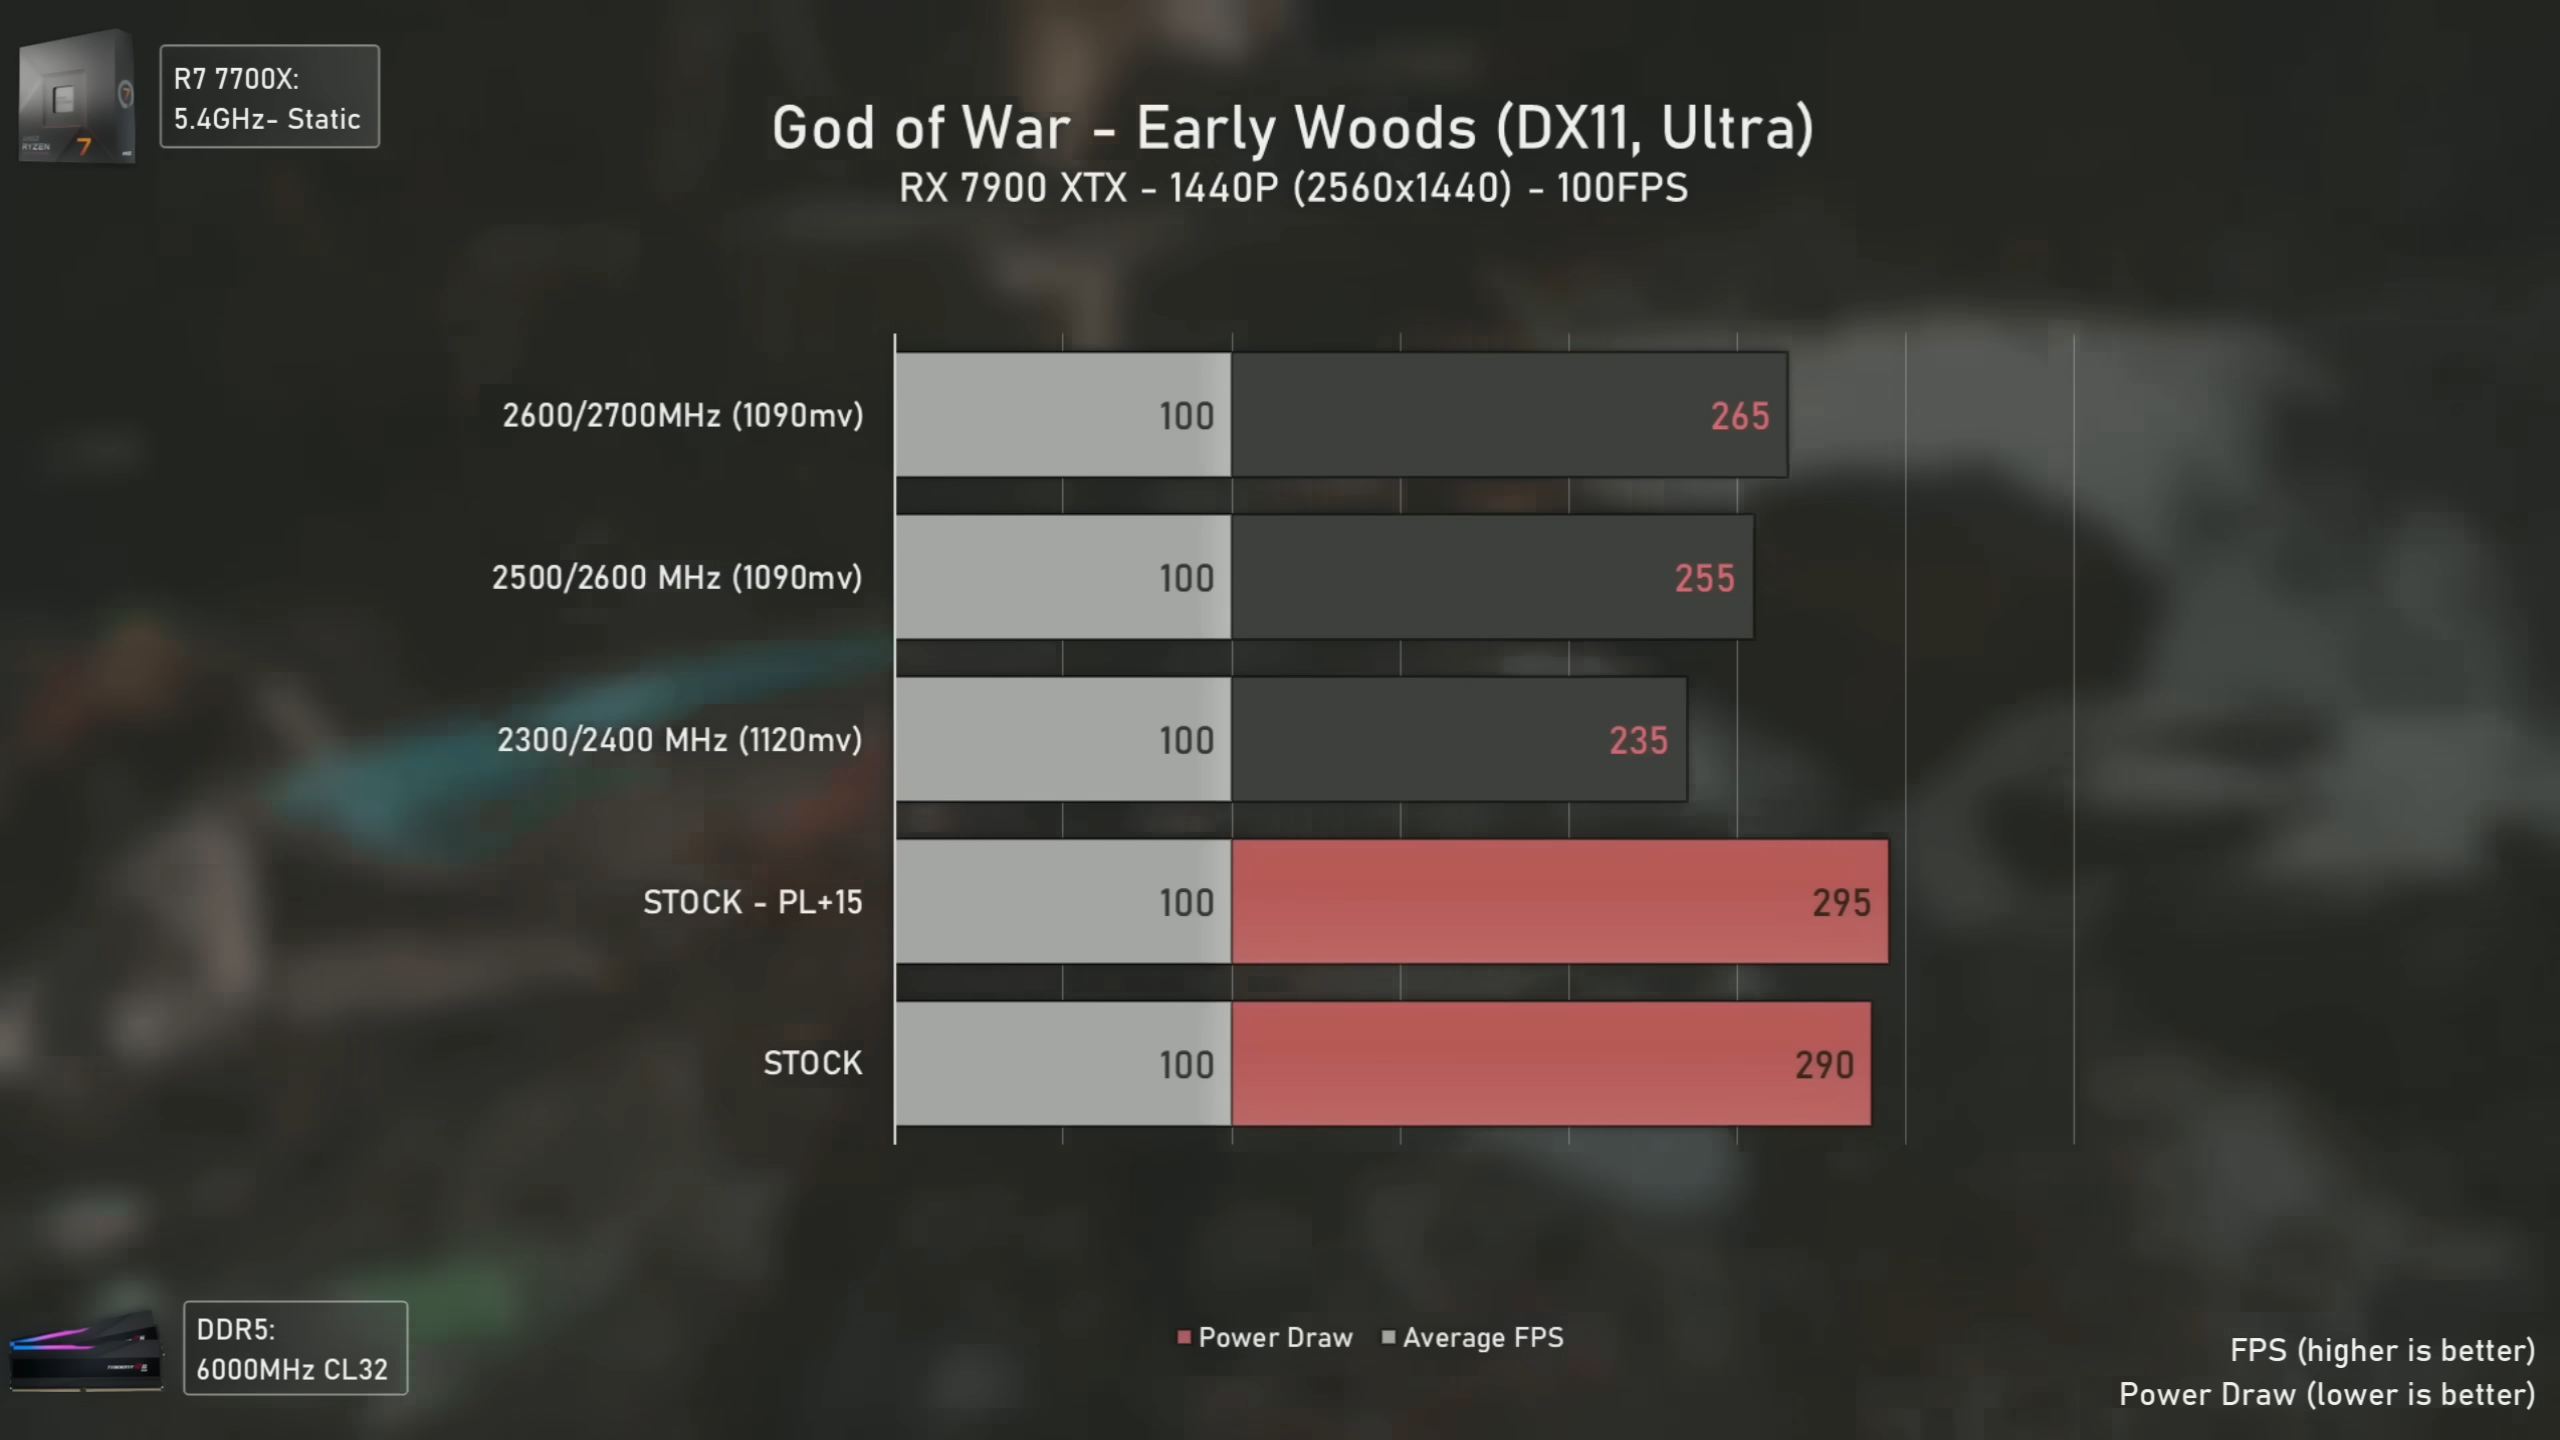 R7 7700X:
5.4GHz- Static
RYZEN 7
God of War - Early Woods (DX11, Ultra)
RX 7900 XTX - 1440P (2560x1440) - 100FPS
2600/2700MHz (1090mv) 100 265
2500/2600 MHz (1090mv) 100 255
2300/2400 MHz (1120mv) 100 235
STOCK - PL+15 100 295
STOCK 100 290
DDR5:
6000MHz CL32
Power Draw Average FPS
FPS (higher is better)
Power Draw (lower is better)